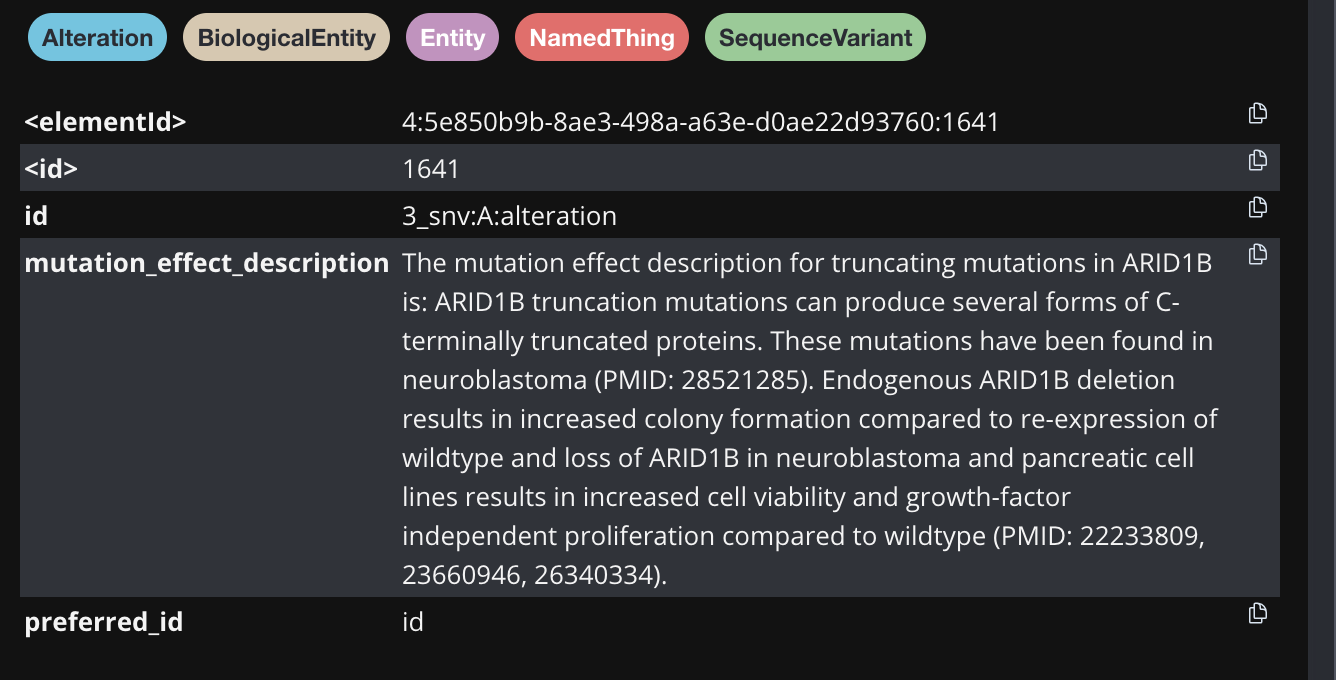 Alteration BiologicalEntity Entity NamedThing SequenceVariant
<elementId> 4:5e850b9b-8ae3-498a-a63e-d0ae22d93760:1641
<id> 1641
id 3_snv:A:alteration
mutation_effect_description The mutation effect description for truncating mutations in ARID1B
is: ARID1B truncation mutations can produce several forms of C-
terminally truncated proteins. These mutations have been found in
neuroblastoma (PMID: 28521285). Endogenous ARID1B deletion
results in increased colony formation compared to re-expression of
wildtype and loss of ARID1B in neuroblastoma and pancreatic cell
lines results in increased cell viability and growth-factor
independent proliferation compared to wildtype (PMID: 22233809,
23660946, 26340334).
preferred_id id